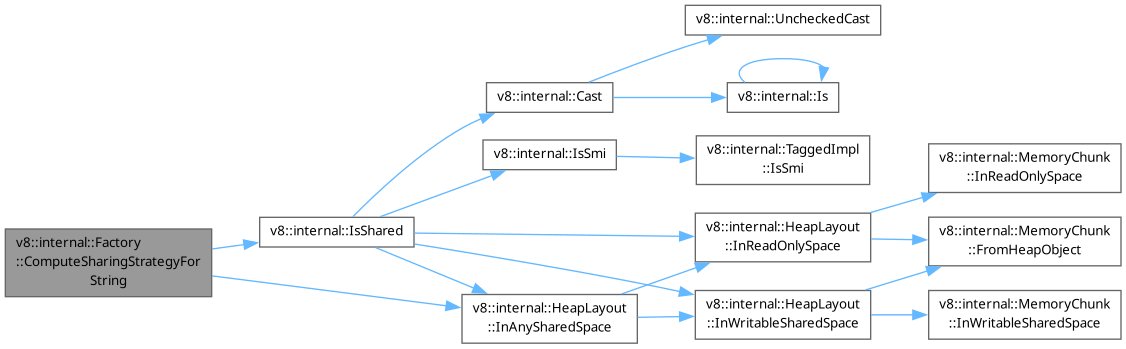 v8::internal::UncheckedCast
v8::internal::Cast
v8::internal::Is
v8::internal::IsSmi
v8::internal::TaggedImpl
::IsSmi
v8::internal::MemoryChunk
::InReadOnlySpace
v8::internal::Factory
::ComputeSharingStrategyFor
String
v8::internal::IsShared
v8::internal::HeapLayout
::InReadOnlySpace
v8::internal::MemoryChunk
::FromHeapObject
v8::internal::HeapLayout
::InAnySharedSpace
v8::internal::HeapLayout
::InWritableSharedSpace
v8::internal::MemoryChunk
::InWritableSharedSpace